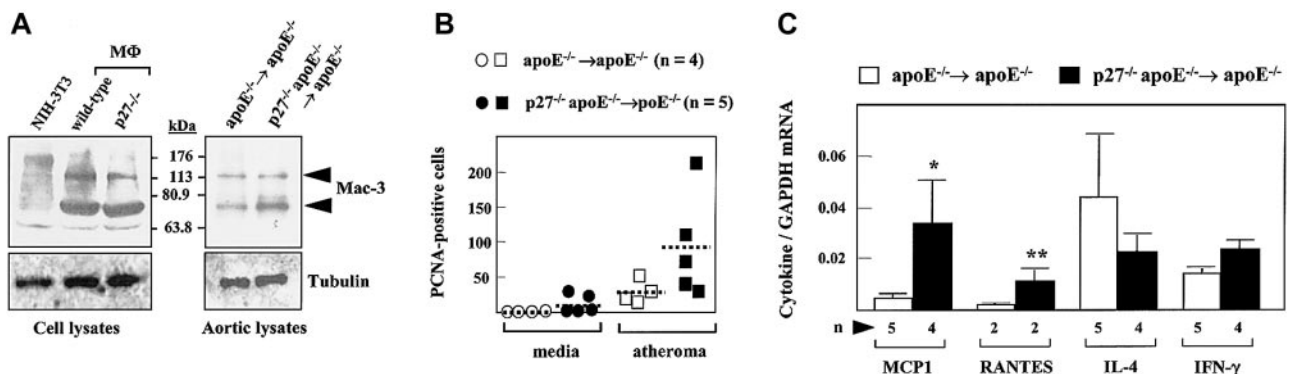 A
MΦ
NIH-3T3
wild-type
p27-/-
kDa
176
113
80.9
63.8
apoE-/-→ apoE-/-
p27-/- apoE-/-
→ apoE-/-
Mac-3
Tubulin
Cell lysates
Aortic lysates
B
apoE-/-→apoE-/- (n = 4)
p27-/- apoE-/-→poE-/- (n = 5)
PCNA-positive cells
200
150
100
50
media
atheroma
C
apoE-/-→ apoE-/-
p27-/- apoE-/-→ apoE-/-
Cytokine / GAPDH mRNA
0.06
0.04
0.02
*
**
n 5 4 2 2 5 4 5 4
MCP1 RANTES IL-4 IFN-γ